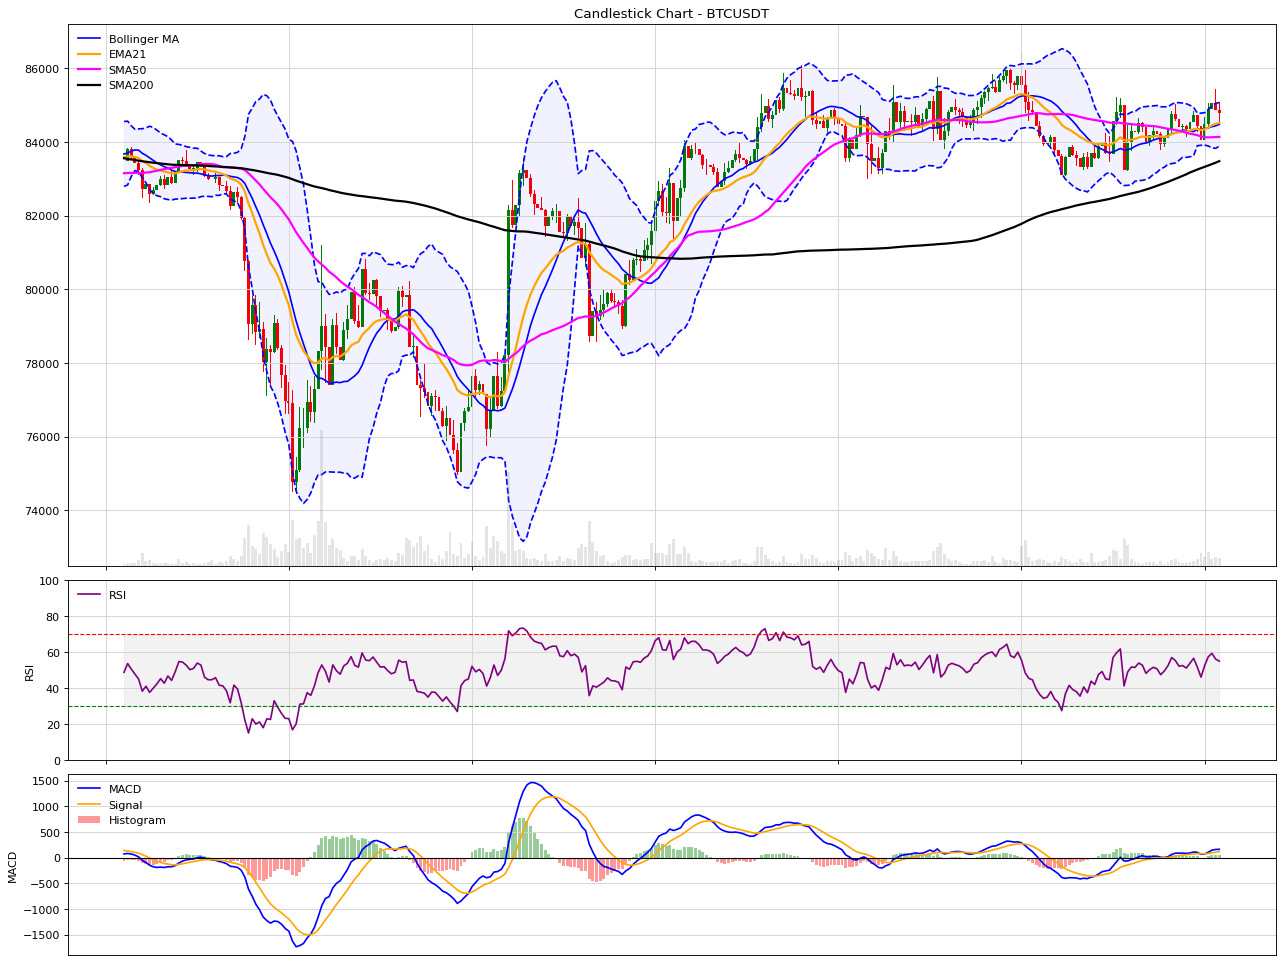 Candlestick Chart - BTCUSDT
Bollinger MA
EMA21
SMA50
SMA200
86000
84000
82000
80000
78000
76000
74000
RSI
100
80
60
40
20
0
RSI
MACD
Signal
Histogram
1500
1000
500
0
−500
−1000
−1500
MACD